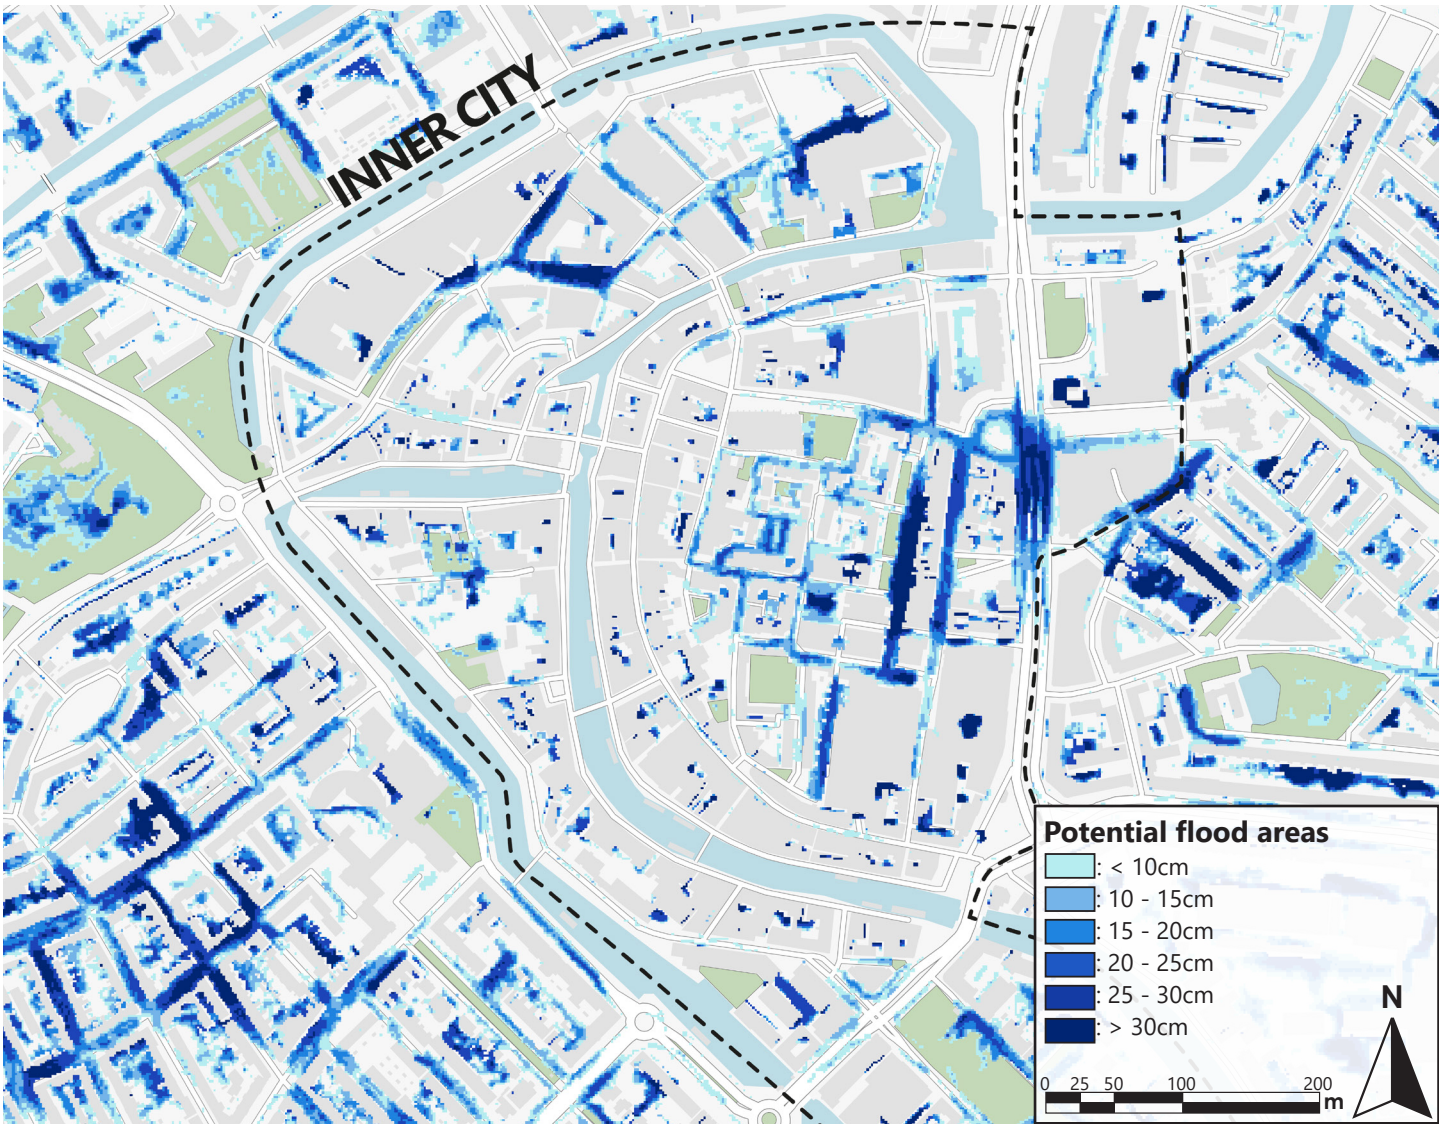 INNER CITY
Potential flood areas
: < 10cm
: 10 - 15cm
: 15 - 20cm
: 20 - 25cm
: 25 - 30cm
: > 30cm
N
0 25 50 100 200
m